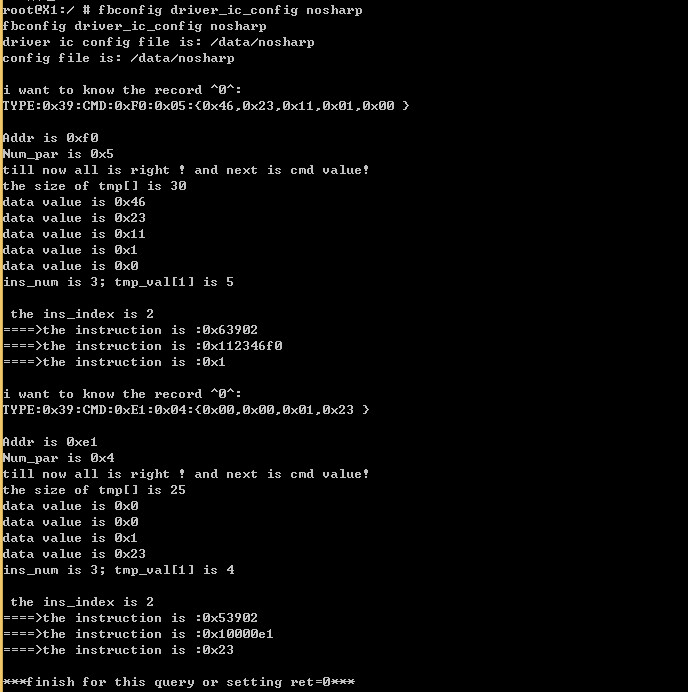 root@X1:/ # fbconfig driver_ic_config nosharp
fbconfig driver_ic_config nosharp
driver ic config file is: /data/nosharp
config file is: /data/nosharp
i want to know the record ^0^:
TYPE:0x39:CMD:0xF0:0x05:{0x46,0x23,0x11,0x01,0x00 }
Addr is 0xf0
Num_par is 0x5
till now all is right ! and next is cmd value!
the size of tmp[] is 30
data value is 0x46
data value is 0x23
data value is 0x11
data value is 0x1
data value is 0x0
ins_num is 3; tmp_val[1] is 5
the ins_index is 2
====>the instruction is :0x63902
====>the instruction is :0x112346f0
====>the instruction is :0x1
i want to know the record ^0^:
TYPE:0x39:CMD:0xE1:0x04:{0x00,0x00,0x01,0x23 }
Addr is 0xe1
Num_par is 0x4
till now all is right ! and next is cmd value!
the size of tmp[] is 25
data value is 0x0
data value is 0x0
data value is 0x1
data value is 0x23
ins_num is 3; tmp_val[1] is 4
the ins_index is 2
====>the instruction is :0x53902
====>the instruction is :0x10000e1
====>the instruction is :0x23
***finish for this query or setting ret=0***